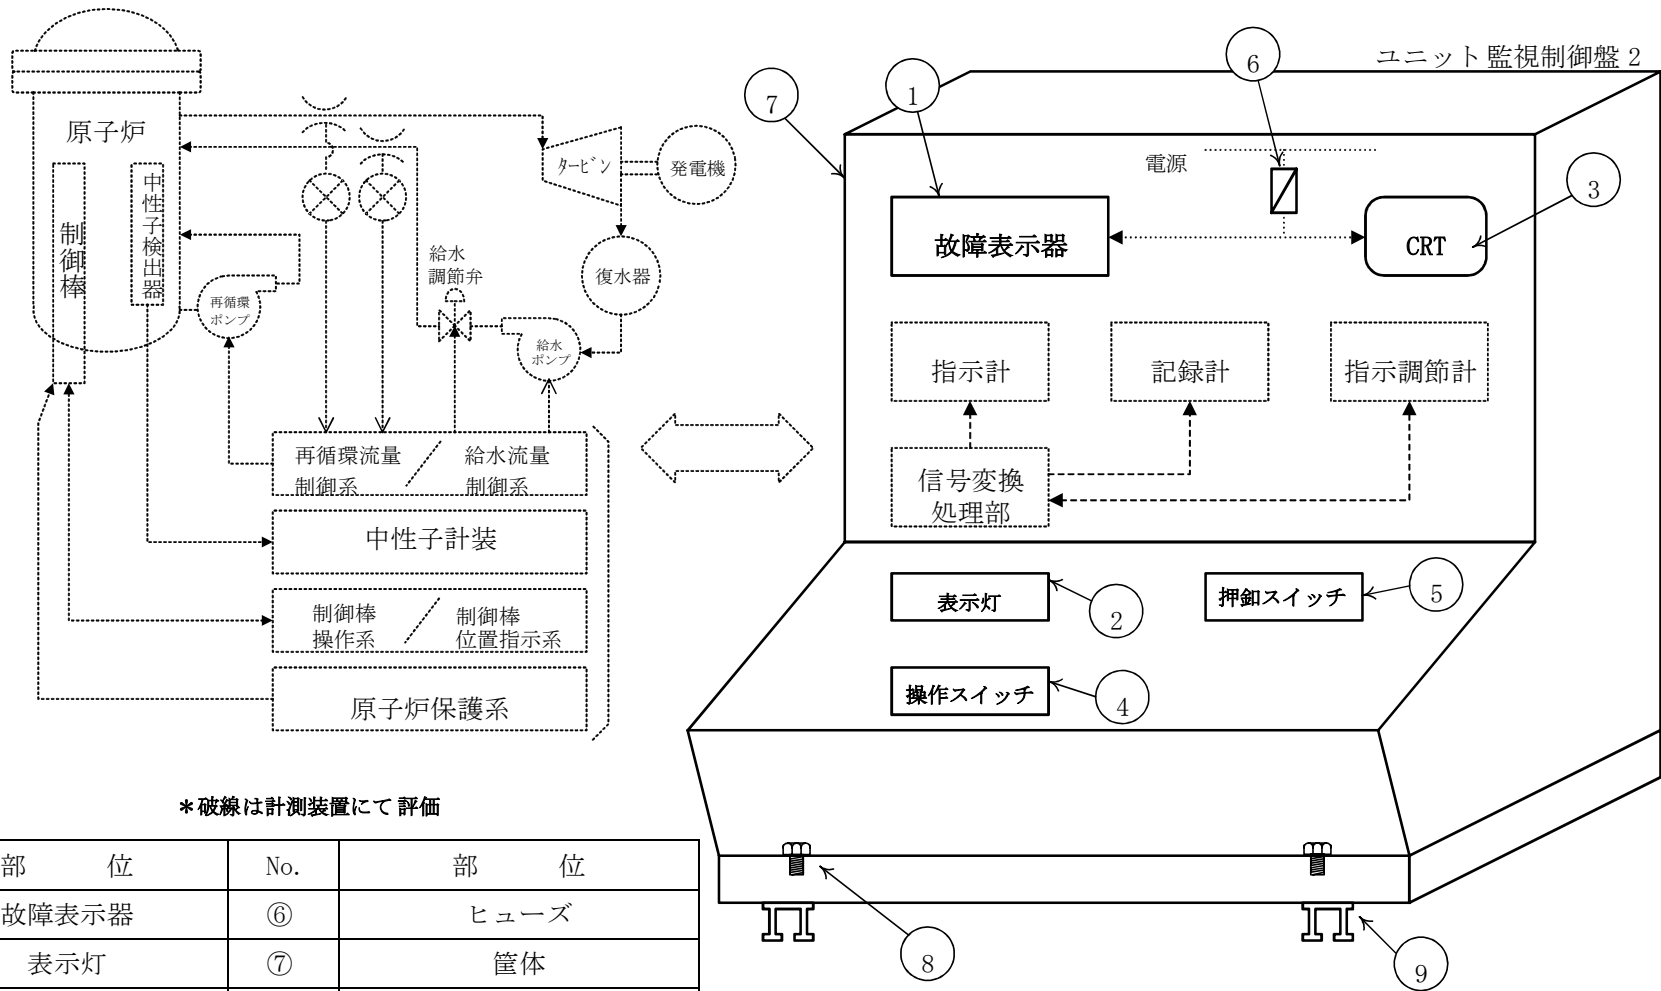 ユニット監視制御盤 2
原子炉
制御棒
中性子検出器
再循環
ポンプ
タービン
発電機
復水器
給水
調節弁
給水
ポンプ
再循環流量
制御系
給水流量
制御系
中性子計装
制御棒
操作系
制御棒
位置指示系
原子炉保護系
7
1
6
3
電源
故障表示器
CRT
指示計
記録計
指示調節計
信号変換
処理部
表示灯
2
押釦スイッチ
5
操作スイッチ
4
8
9
*破線は計測装置にて評価
部 位 No. 部 位
故障表示器 ⑥ ヒューズ
表示灯 ⑦ 筐体